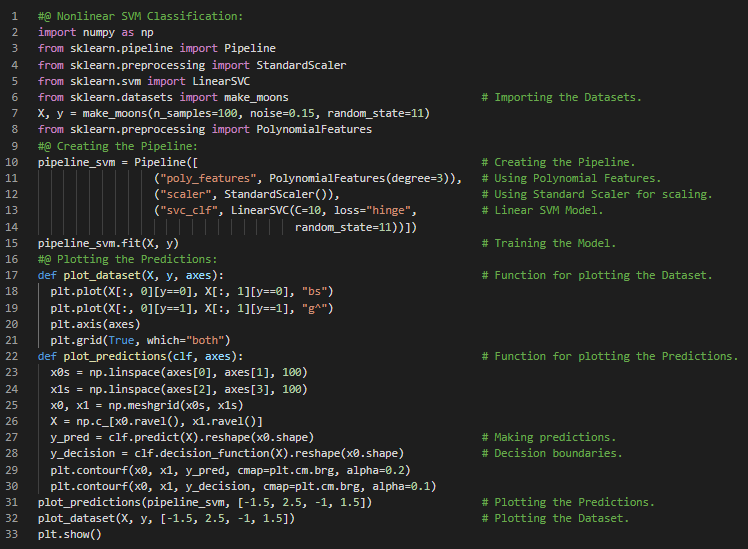 1 #@ Nonlinear SVM Classification:
2 import numpy as np
3 from sklearn.pipeline import Pipeline
4 from sklearn.preprocessing import StandardScaler
5 from sklearn.svm import LinearSVC
6 from sklearn.datasets import make_moons # Importing the Datasets.
7 X, y = make_moons(n_samples=100, noise=0.15, random_state=11)
8 from sklearn.preprocessing import PolynomialFeatures
9 #@ Creating the Pipeline:
10 pipeline_svm = Pipeline([ # Creating the Pipeline.
11 ("poly_features", PolynomialFeatures(degree=3)), # Using Polynomial Features.
12 ("scaler", StandardScaler()), # Using Standard Scaler for scaling.
13 ("svc_clf", LinearSVC(C=10, loss="hinge", # Linear SVM Model.
14 random_state=11))])
15 pipeline_svm.fit(X, y) # Training the Model.
16 #@ Plotting the Predictions:
17 def plot_dataset(X, y, axes): # Function for plotting the Dataset.
18 plt.plot(X[:, 0][y==0], X[:, 1][y==0], "bs")
19 plt.plot(X[:, 0][y==1], X[:, 1][y==1], "g^")
20 plt.axis(axes)
21 plt.grid(True, which="both")
22 def plot_predictions(clf, axes): # Function for plotting the Predictions.
23 x0s = np.linspace(axes[0], axes[1], 100)
24 x1s = np.linspace(axes[2], axes[3], 100)
25 x0, x1 = np.meshgrid(x0s, x1s)
26 X = np.c_[x0.ravel(), x1.ravel()]
27 y_pred = clf.predict(X).reshape(x0.shape) # Making predictions.
28 y_decision = clf.decision_function(X).reshape(x0.shape) # Decision boundaries.
29 plt.contourf(x0, x1, y_pred, cmap=plt.cm.brg, alpha=0.2)
30 plt.contourf(x0, x1, y_decision, cmap=plt.cm.brg, alpha=0.1)
31 plot_predictions(pipeline_svm, [-1.5, 2.5, -1, 1.5]) # Plotting the Predictions.
32 plot_dataset(X, y, [-1.5, 2.5, -1, 1.5]) # Plotting the Dataset.
33 plt.show()